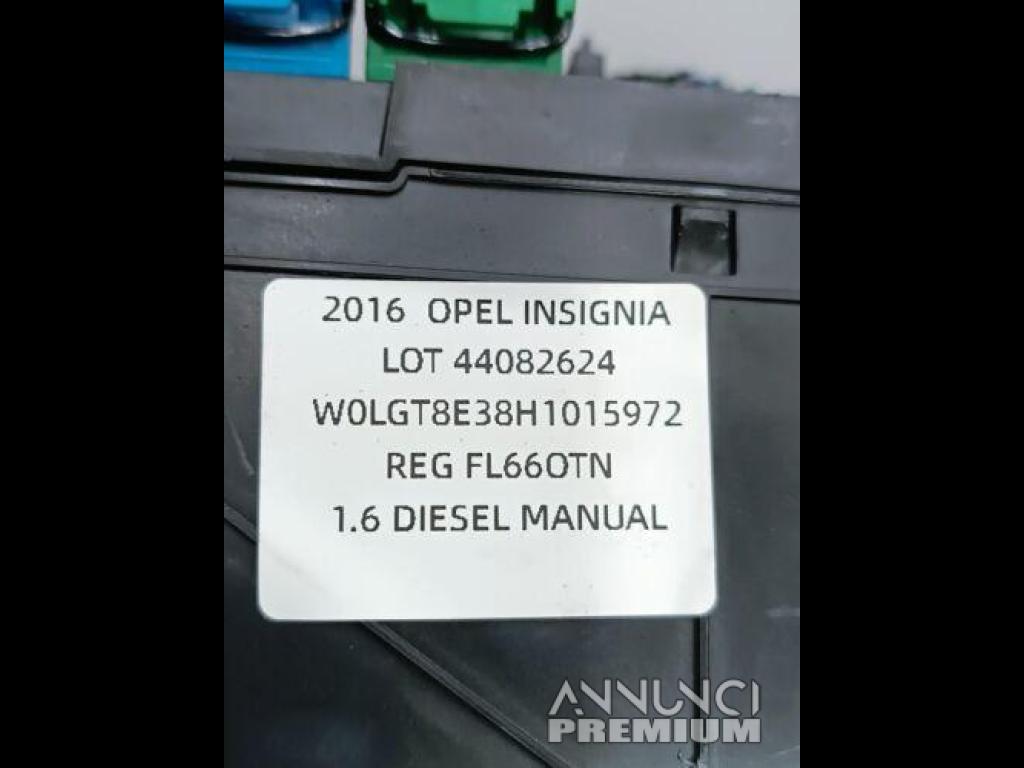 2016 OPEL INSIGNIA
LOT 44082624
W0LGT8E38H1015972
REG FL66OTN
1.6 DIESEL MANUAL
ANNUNCI
PREMIUM